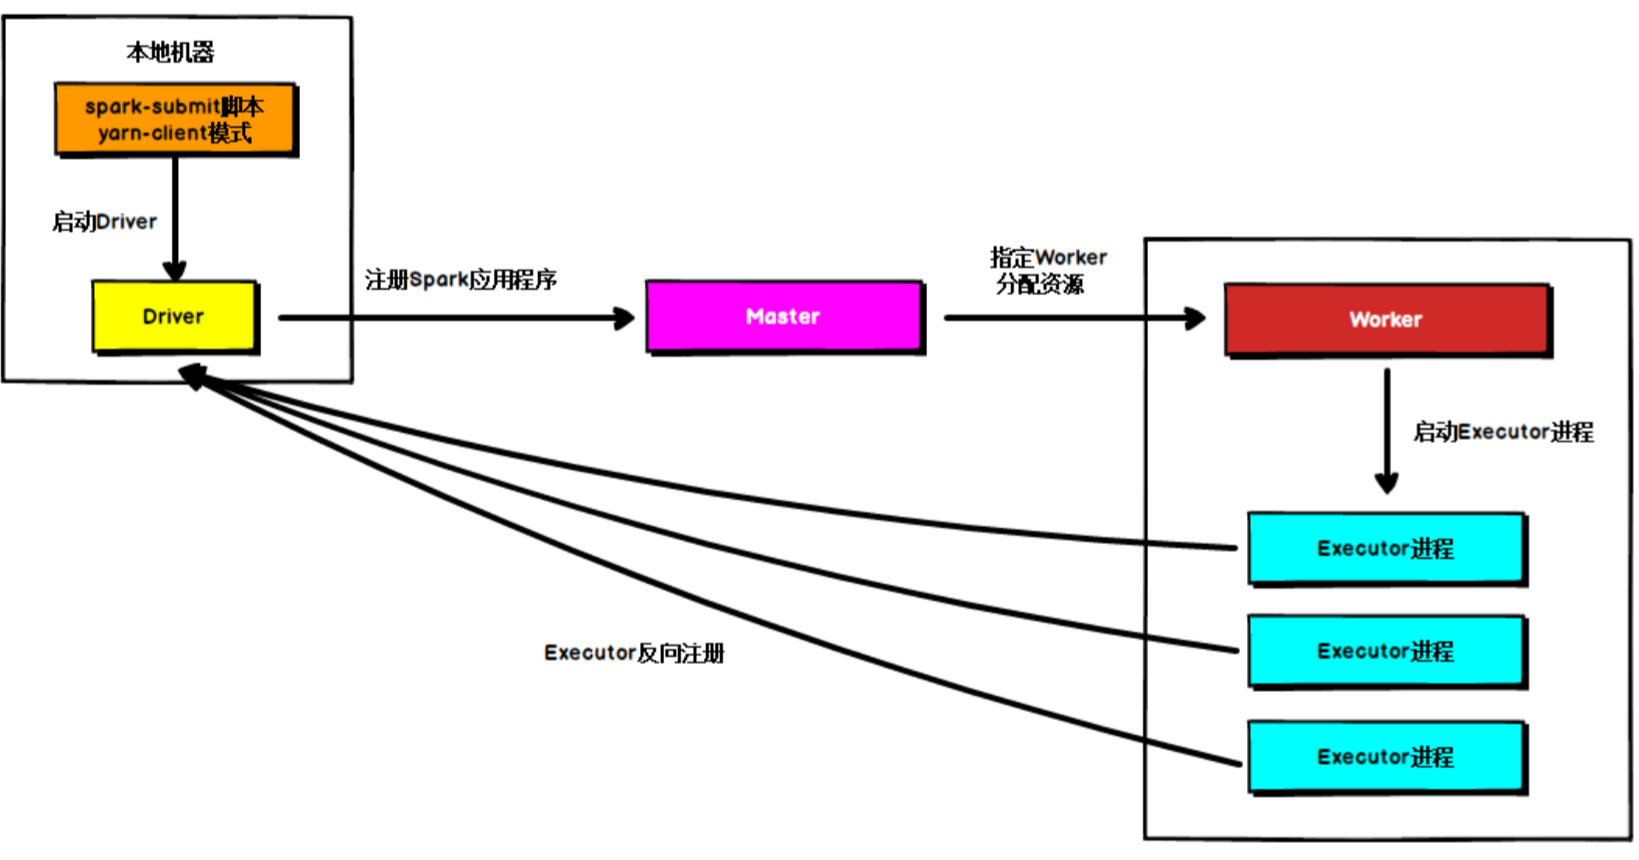 本地机器
spark-submit脚本
yarn-client模式
启动Driver
Driver
注册Spark应用程序
Master
指定Worker
分配资源
Worker
启动Executor进程
Executor进程
Executor进程
Executor进程
Executor反向注册